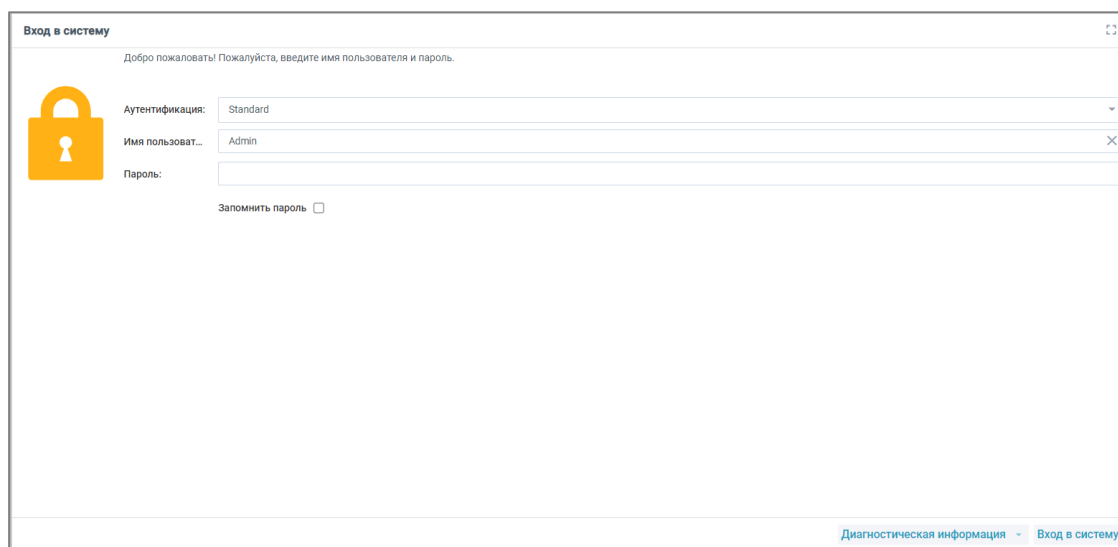 Вход в систему
Добро пожаловать! Пожалуйста, введите имя пользователя и пароль.
Аутентификация: Standard
Имя пользоват... Admin
Пароль:
Запомнить пароль
Диагностическая информация Вход в систему